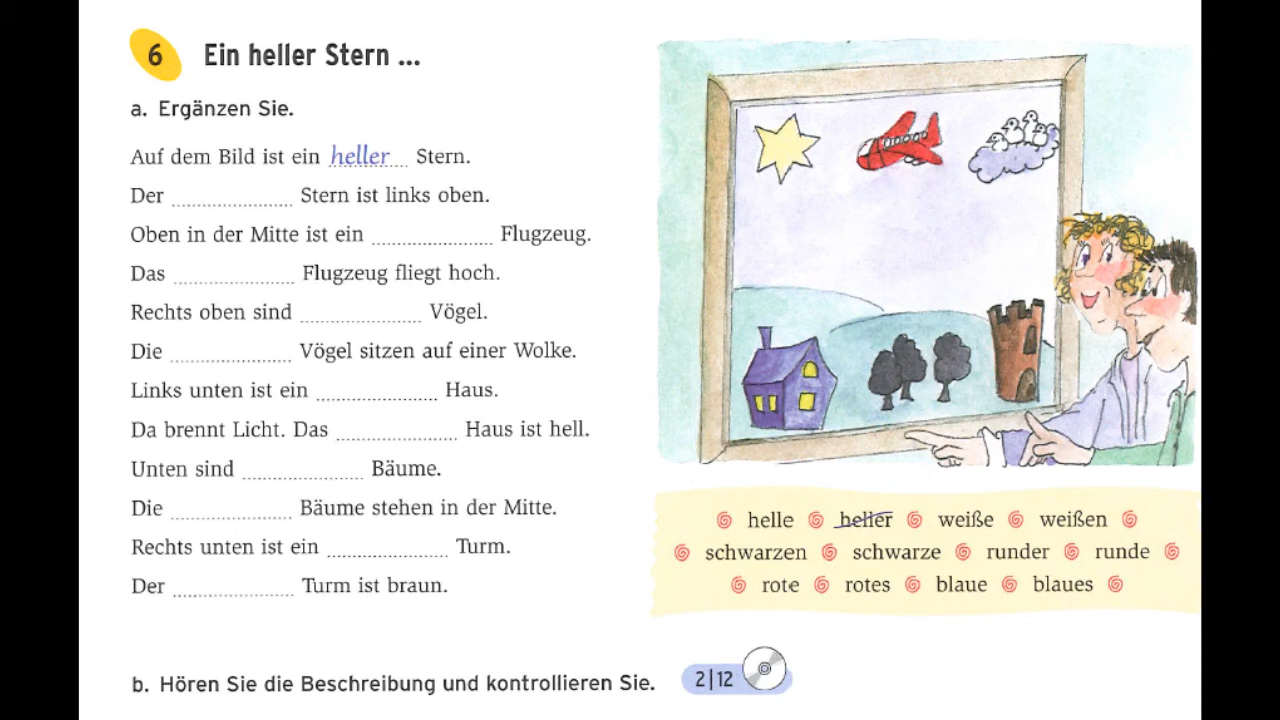 6 Ein heller Stern ...
a. Ergänzen Sie.
Auf dem Bild ist ein heller Stern.
Der .............................. Stern ist links oben.
Oben in der Mitte ist ein .............................. Flugzeug.
Das .............................. Flugzeug fliegt hoch.
Rechts oben sind .............................. Vögel.
Die .............................. Vögel sitzen auf einer Wolke.
Links unten ist ein .............................. Haus.
Da brennt Licht. Das .............................. Haus ist hell.
Unten sind .............................. Bäume.
Die .............................. Bäume stehen in der Mitte.
Rechts unten ist ein .............................. Turm.
Der .............................. Turm ist braun.
helle heller weiße weißen
schwarzen schwarze runder runde
rote rotes blaue blaues
b. Hören Sie die Beschreibung und kontrollieren Sie. 2|12